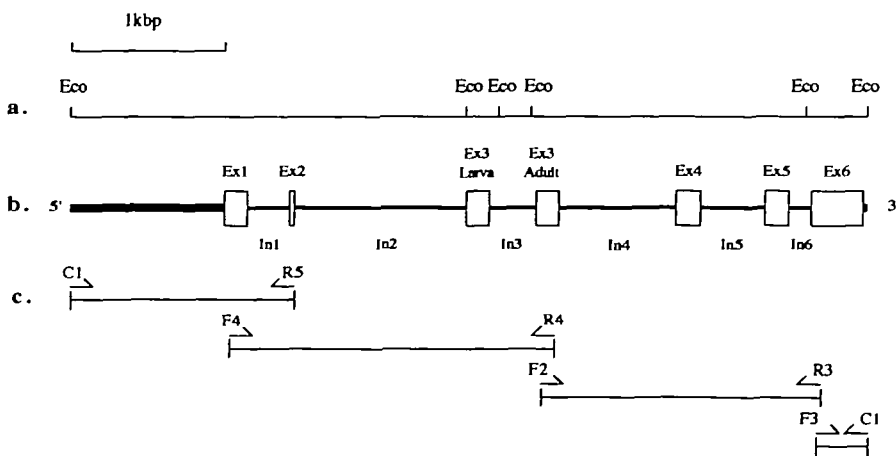 1kbp
Eco Eco Eco Eco Eco Eco
a.
Ex1 Ex2 Ex3 Larva Ex3 Adult Ex4 Ex5 Ex6
b. 5' 3
In1 In2 In3 In4 In5 In6
C1 R5
c.
F4 R4
F2 R3
F3 C1